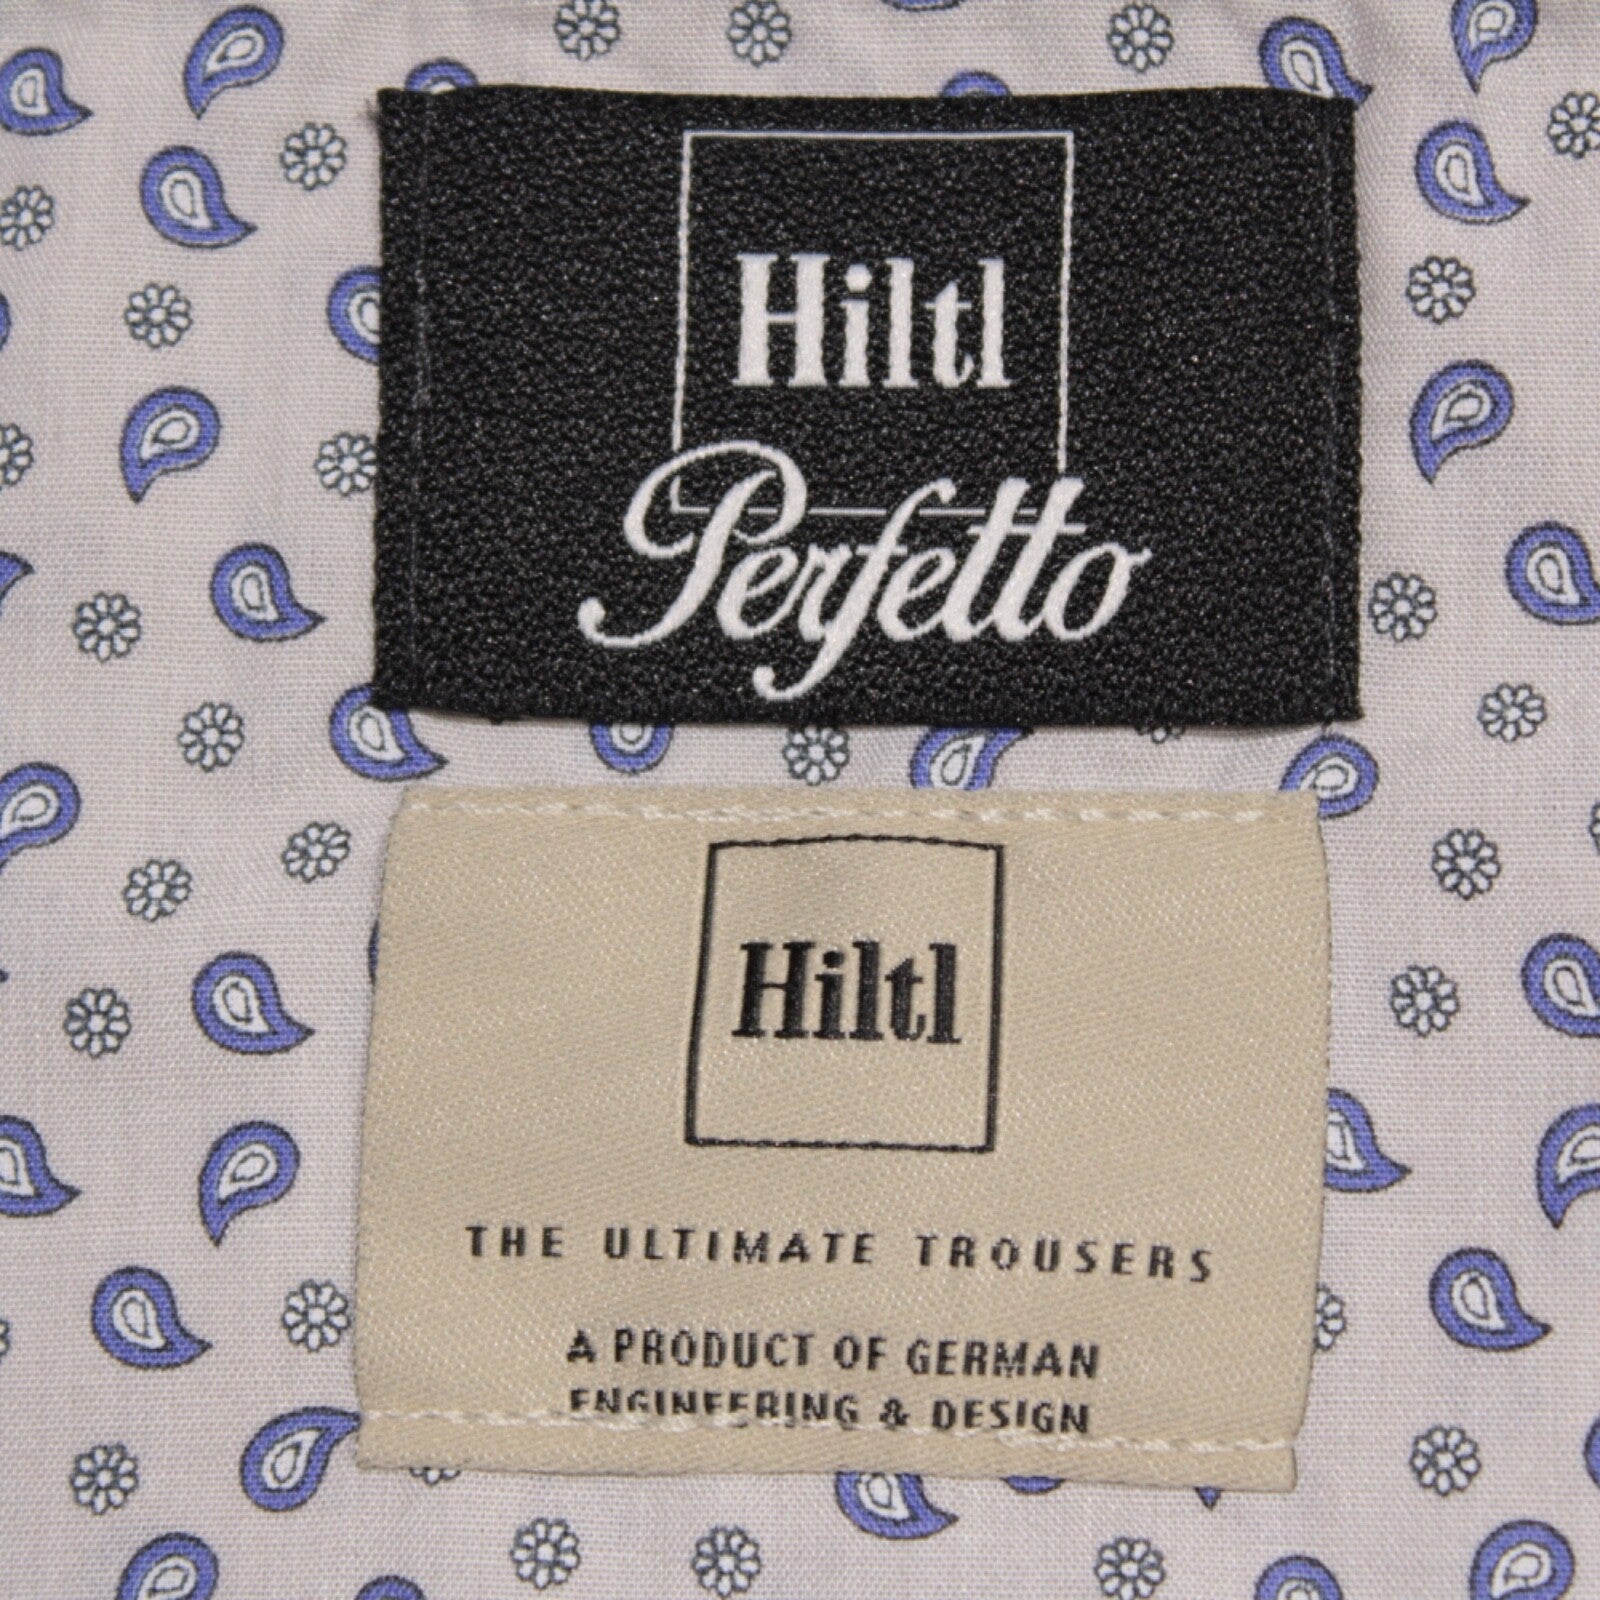 Hiltl
Perfetto
Hiltl
THE ULTIMATE TROUSERS
A PRODUCT OF GERMAN
ENGINEERING & DESIGN